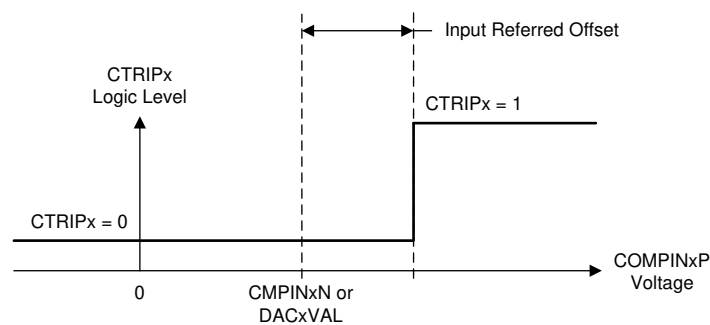 Input Referred Offset
CTRIPx
Logic Level
CTRIPx = 1
CTRIPx = 0
COMPINxP
Voltage
0
CMPINxN or
DACxVAL